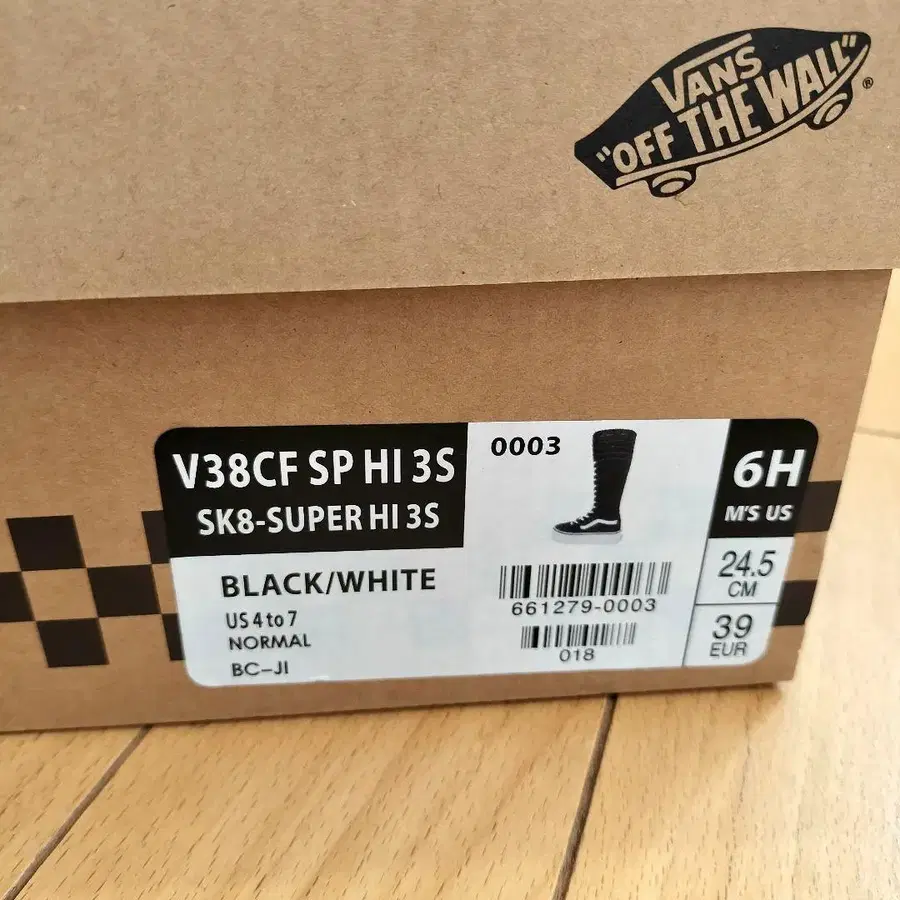 VANS
"OFF THE WALL"
®
V38CF SP HI 3S
SK8-SUPER HI 3S
0003
6H
M'S US
BLACK/WHITE
US 4 to 7
NORMAL
BC-JI
661279-0003
018
24.5
CM
39
EUR